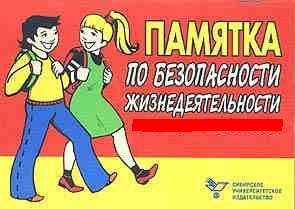 ПАМЯТКА
ПО БЕЗОПАСНОСТИ
ЖИЗНЕДЕЯТЕЛЬНОСТИ
СИБИРСКОЕ
УНИВЕРСИТЕТСКОЕ
ИЗДАТЕЛЬСТВО